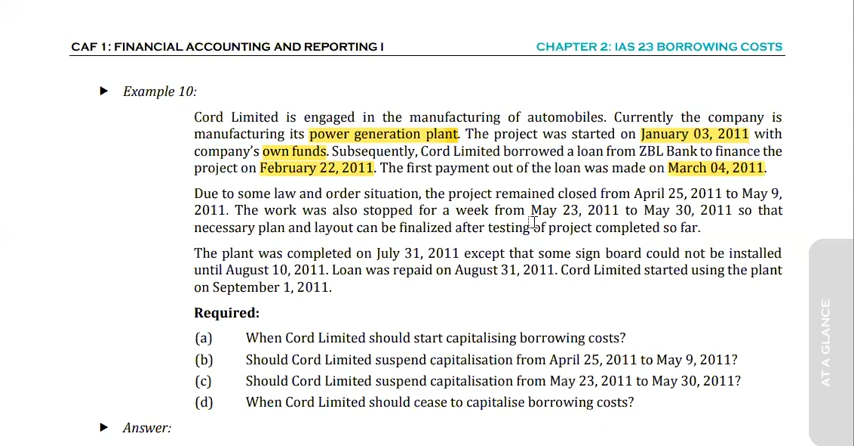 CAF 1: FINANCIAL ACCOUNTING AND REPORTING I
CHAPTER 2: IAS 23 BORROWING COSTS
Example 10:
Cord Limited is engaged in the manufacturing of automobiles. Currently the company is
manufacturing its power generation plant. The project was started on January 03, 2011 with
company's own funds. Subsequently, Cord Limited borrowed a loan from ZBL Bank to finance the
project on February 22, 2011. The first payment out of the loan was made on March 04, 2011.
Due to some law and order situation, the project remained closed from April 25, 2011 to May 9,
2011. The work was also stopped for a week from May 23, 2011 to May 30, 2011 so that
necessary plan and layout can be finalized after testing of project completed so far.
The plant was completed on July 31, 2011 except that some sign board could not be installed
until August 10, 2011. Loan was repaid on August 31, 2011. Cord Limited started using the plant
on September 1, 2011.
Required:
(a) When Cord Limited should start capitalising borrowing costs?
(b) Should Cord Limited suspend capitalisation from April 25, 2011 to May 9, 2011?
(c) Should Cord Limited suspend capitalisation from May 23, 2011 to May 30, 2011?
(d) When Cord Limited should cease to capitalise borrowing costs?
Answer:
AT A GLANCE